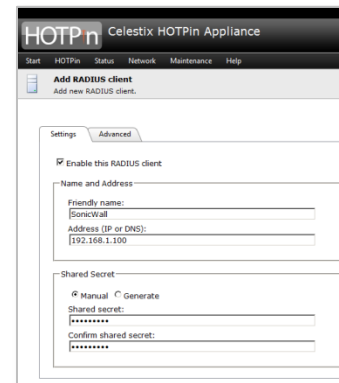 HOTPin Celestix HOTPin Appliance
Start HOTPin Status Network Maintenance Help
Add RADIUS client
Add new RADIUS client.
Settings Advanced
Enable this RADIUS client
Name and Address
Friendly name:
SonicWall
Address (IP or DNS):
192.168.1.100
Shared Secret
Manual Generate
Shared secret:
•••••••••
Confirm shared secret:
•••••••••